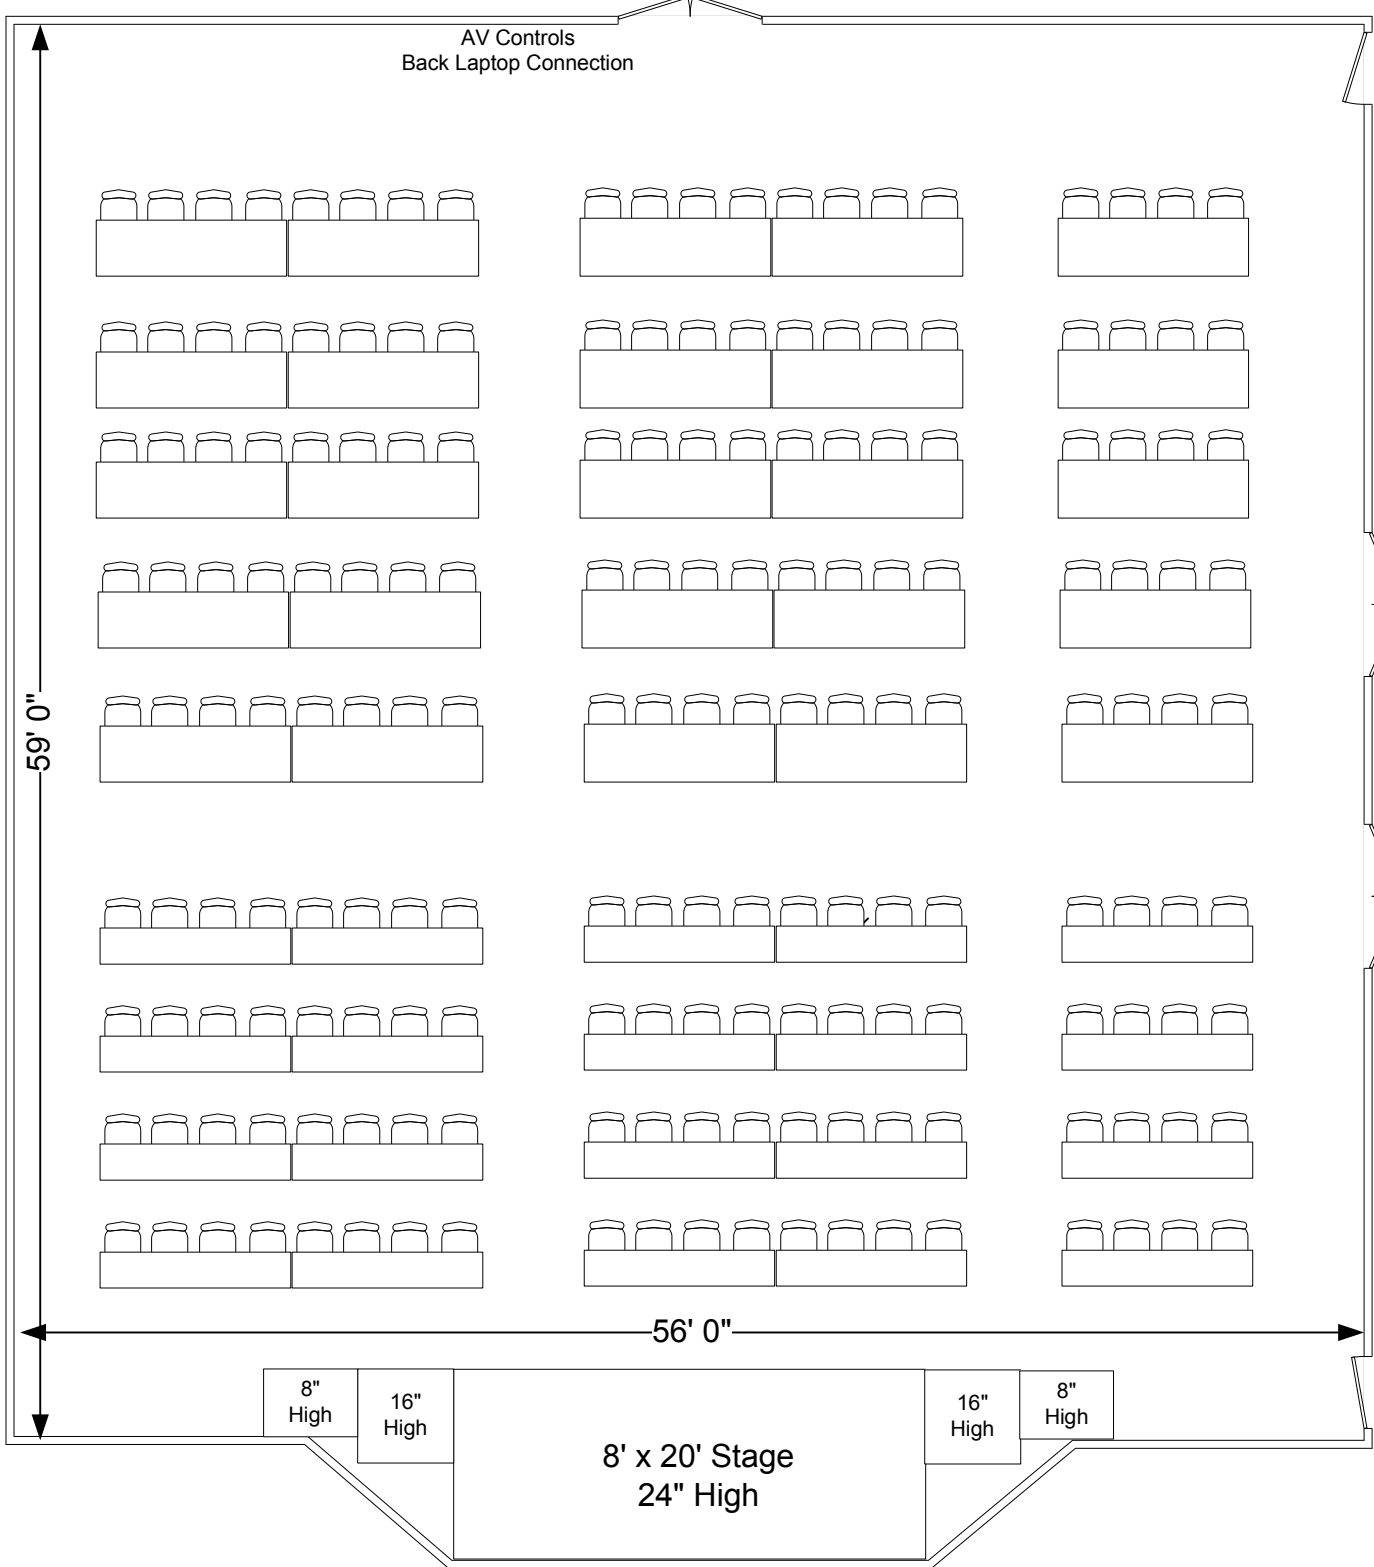 AV Controls
Back Laptop Connection
59' 0"
56' 0"
8"
High
16"
High
8' x 20' Stage
24" High
16"
High
8"
High